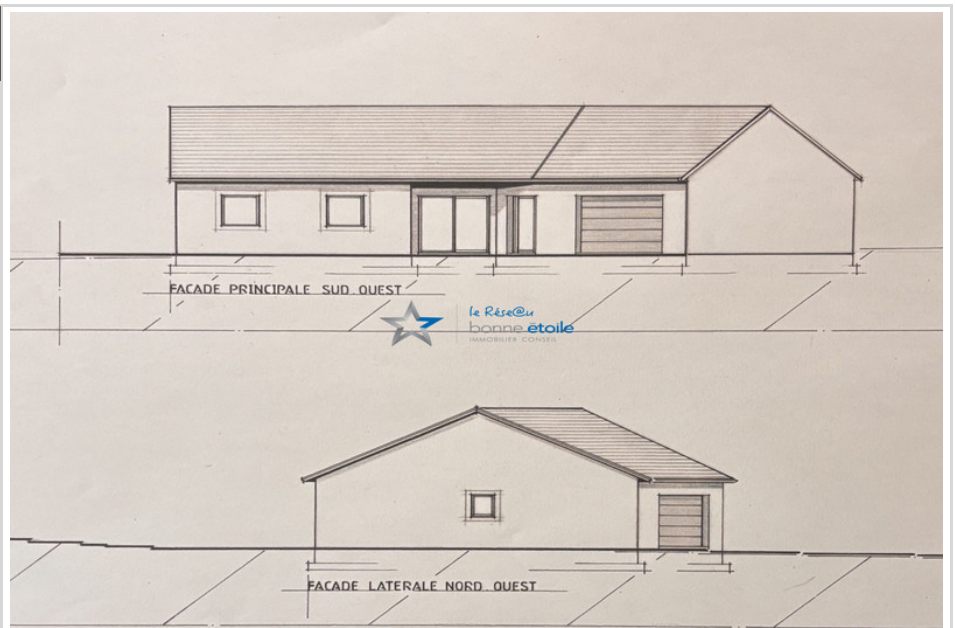 FACADE PRINCIPALE SUD.OUEST
le Rése@u
bonne étoile
IMMOBILIER CONSEIL
FACADE LATERALE NORD.OUEST